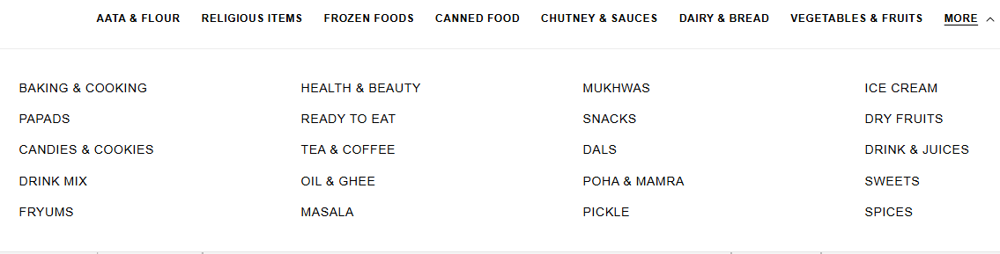 AATA & FLOUR RELIGIOUS ITEMS FROZEN FOODS CANNED FOOD CHUTNEY & SAUCES DAIRY & BREAD VEGETABLES & FRUITS MORE
BAKING & COOKING HEALTH & BEAUTY MUKHWAS ICE CREAM
PAPADS READY TO EAT SNACKS DRY FRUITS
CANDIES & COOKIES TEA & COFFEE DALS DRINK & JUICES
DRINK MIX OIL & GHEE POHA & MAMRA SWEETS
FRYUMS MASALA PICKLE SPICES